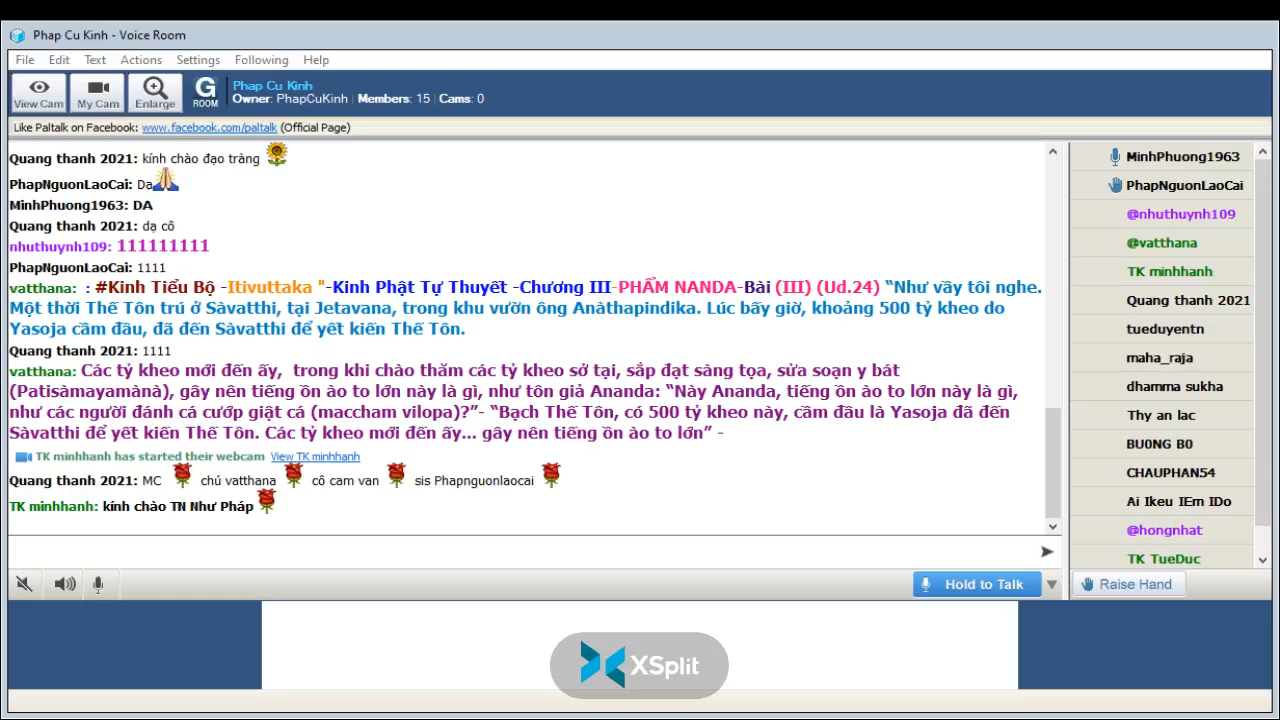 Phap Cu Kinh - Voice Room
File Edit Text Actions Settings Following Help
View Cam My Cam Enlarge G ROOM
Phap Cu Kinh
Owner: PhapCuKinh | Members: 15 | Cams: 0
Like Paltalk on Facebook: www.facebook.com/paltalk (Official Page)
Quang thanh 2021: kính chào đạo tràng
PhapNguonLaoCai: Da
MinhPhuong1963: DA
Quang thanh 2021: dạ cô
nhuthuynh109: 111111111
PhapNguonLaoCai: 1111
vatthana: : #Kinh Tiểu Bộ -Itivuttaka "-Kinh Phật Tự Thuyết -Chương III-PHẨM NANDA-Bài (III) (Ud.24) “Như vầy tôi nghe.
Một thời Thế Tôn trú ở Sàvatthi, tại Jetavana, trong khu vườn ông Anàthapindika. Lúc bấy giờ, khoảng 500 tỷ kheo do
Yasoja cầm đầu, đã đến Sàvatthi để yết kiến Thế Tôn.
Quang thanh 2021: 1111
vatthana: Các tỷ kheo mới đến ấy, trong khi chào thăm các tỷ kheo sở tại, sắp đạt sàng tọa, sửa soạn y bát
(Patisàmayamànà), gây nên tiếng ồn ào to lớn này là gì, như tôn giả Ananda: “Này Ananda, tiếng ồn ào to lớn này là gì,
như các người đánh cá cướp giật cá (maccham vilopa)?”- “Bạch Thế Tôn, có 500 tỷ kheo này, cầm đầu là Yasoja đã đến
Sàvatthi để yết kiến Thế Tôn. Các tỷ kheo mới đến ấy... gây nên tiếng ồn ào to lớn” -
TK minhhanh has started their webcam View TK minhhanh
Quang thanh 2021: MC chú vatthana cô cam van sis Phapnguonlaocai
TK minhhanh: kính chào TN Như Pháp
Hold to Talk
MinhPhuong1963
PhapNguonLaoCai
@nhuthuynh109
@vatthana
TK minhhanh
Quang thanh 2021
tueduyentn
maha_raja
dhamma sukha
Thy an lac
BU0NG B0
CHAUPHAN54
Ai Ikeu IEm IDo
@hongnhat
TK TueDuc
Raise Hand
XSplit